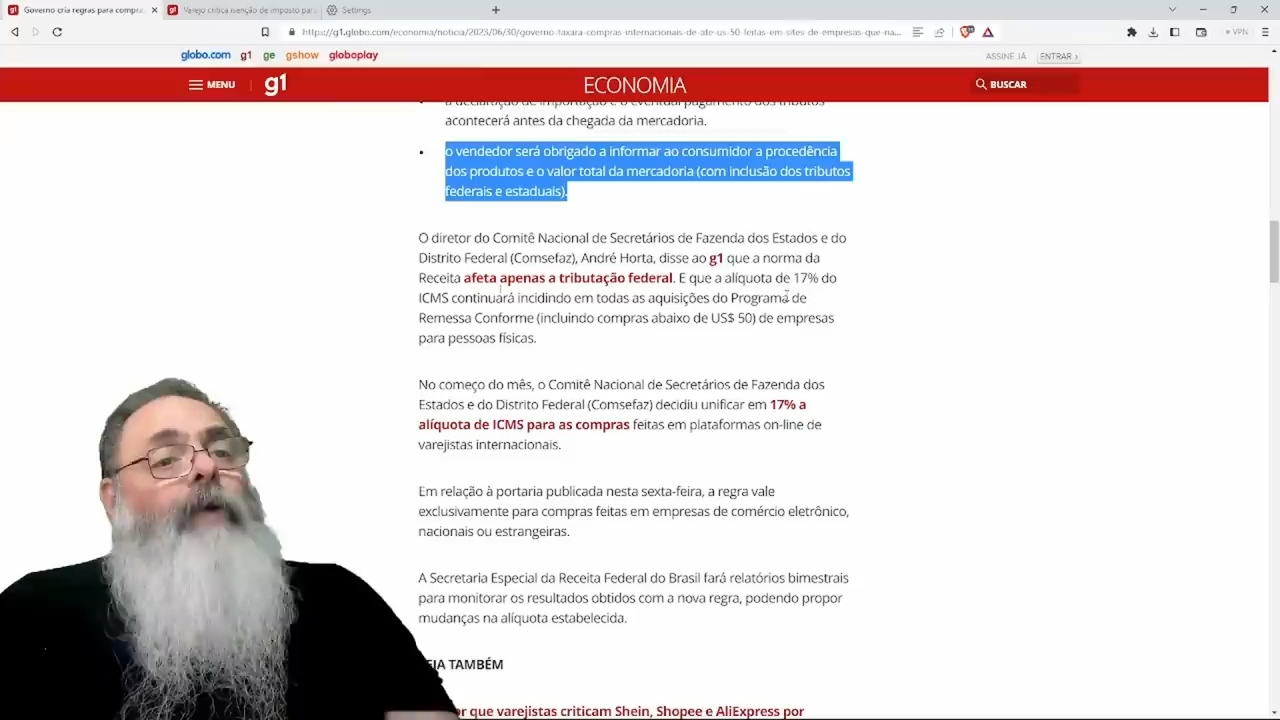 Governo cria regras para compra
Varejo critica isenção de imposto para
Settings
https://g1.globo.com/economia/noticia/2023/06/30/governo-taxara-compras-internacionais-de-ate-us-50-feitas-em-sites-de-empresas-que-na...
VPN
globo.com g1 ge gshow globoplay
ASSINE JÁ ENTRAR ›
MENU g1 ECONOMIA BUSCAR
a declaração de importação e o eventual pagamento dos tributos
acontecerá antes da chegada da mercadoria.
• o vendedor será obrigado a informar ao consumidor a procedência
dos produtos e o valor total da mercadoria (com inclusão dos tributos
federais e estaduais).
O diretor do Comitê Nacional de Secretários de Fazenda dos Estados e do
Distrito Federal (Comsefaz), André Horta, disse ao g1 que a norma da
Receita afeta apenas a tributação federal. E que a alíquota de 17% do
ICMS continuará incidindo em todas as aquisições do Programa de
Remessa Conforme (incluindo compras abaixo de US$ 50) de empresas
para pessoas físicas.
No começo do mês, o Comitê Nacional de Secretários de Fazenda dos
Estados e do Distrito Federal (Comsefaz) decidiu unificar em 17% a
alíquota de ICMS para as compras feitas em plataformas on-line de
varejistas internacionais.
Em relação à portaria publicada nesta sexta-feira, a regra vale
exclusivamente para compras feitas em empresas de comércio eletrônico,
nacionais ou estrangeiras.
A Secretaria Especial da Receita Federal do Brasil fará relatórios bimestrais
para monitorar os resultados obtidos com a nova regra, podendo propor
mudanças na alíquota estabelecida.
TAMBÉM
que varejistas criticam Shein, Shopee e AliExpress por